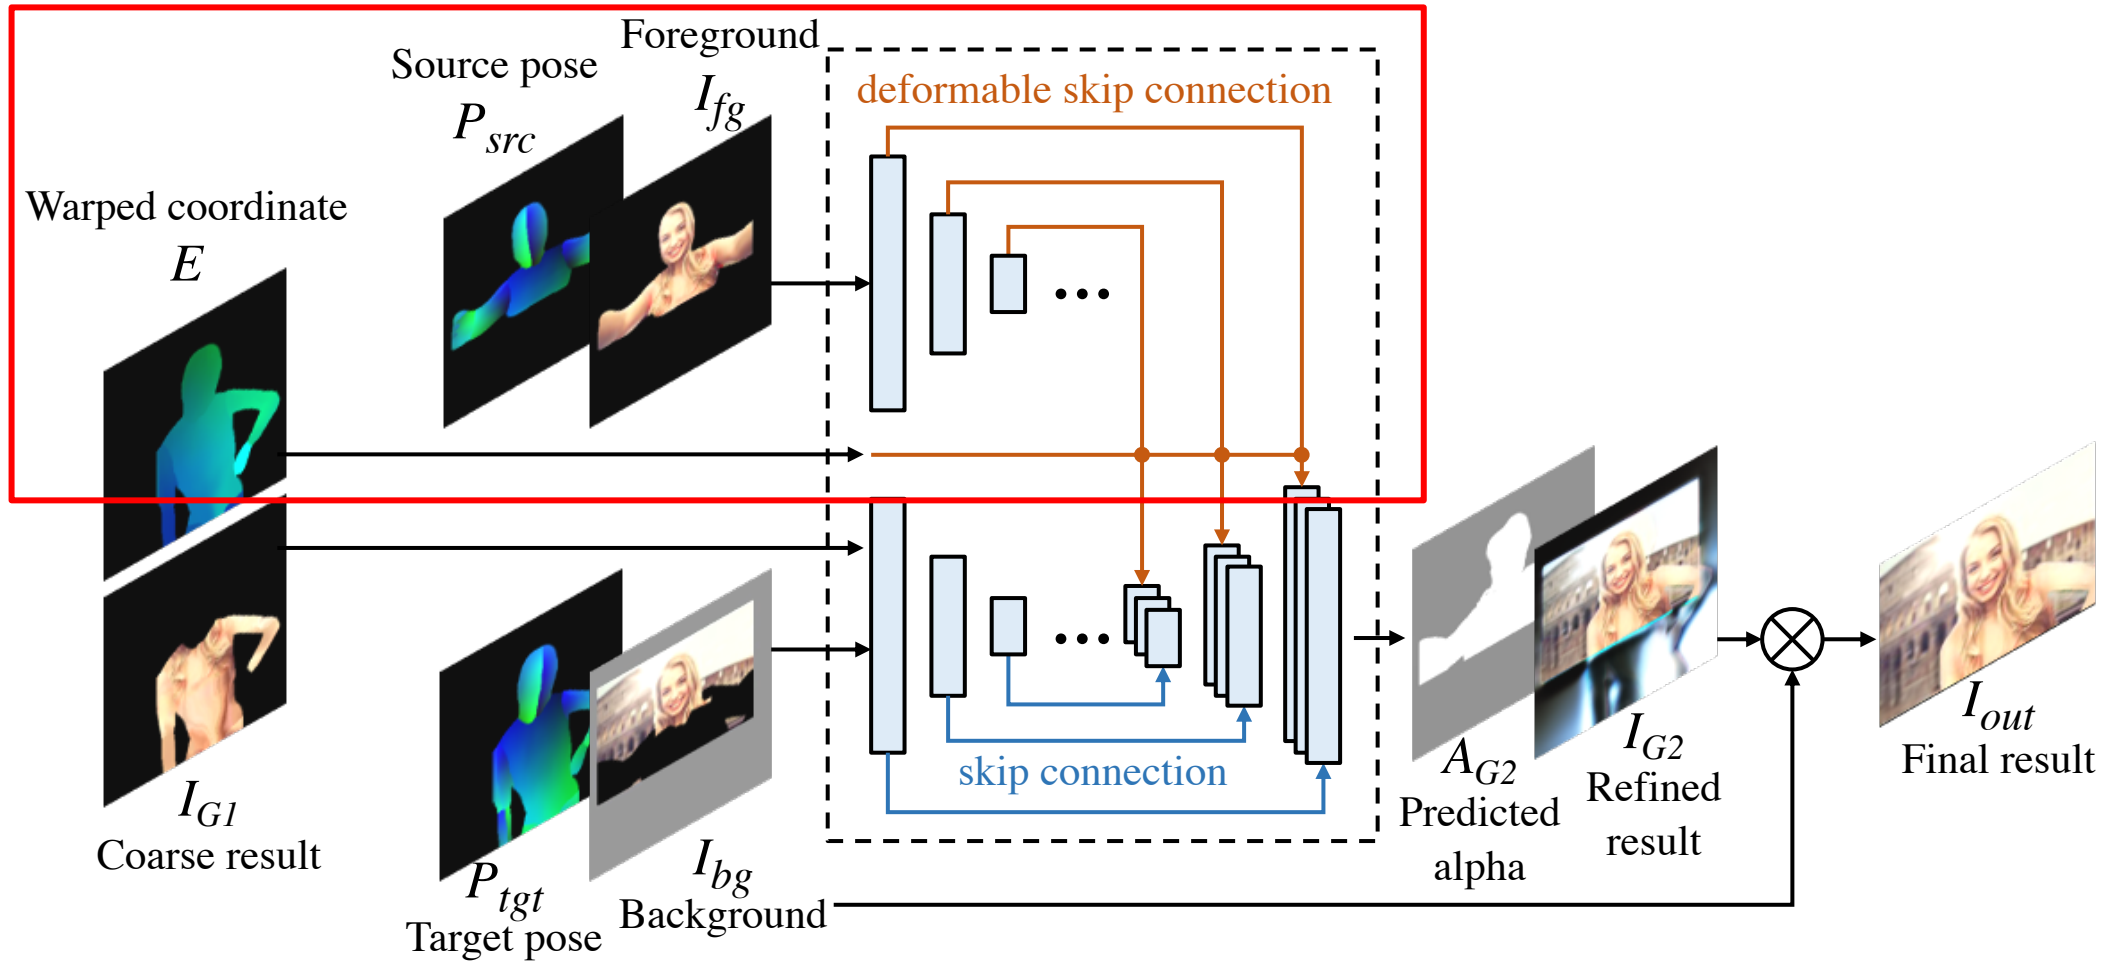 Foreground
I_fg
Source pose
P_src
deformable skip connection
Warped coordinate
E
skip connection
I_G1
Coarse result
P_tgt
Target pose
I_bg
Background
A_G2
Predicted
alpha
I_G2
Refined
result
I_out
Final result